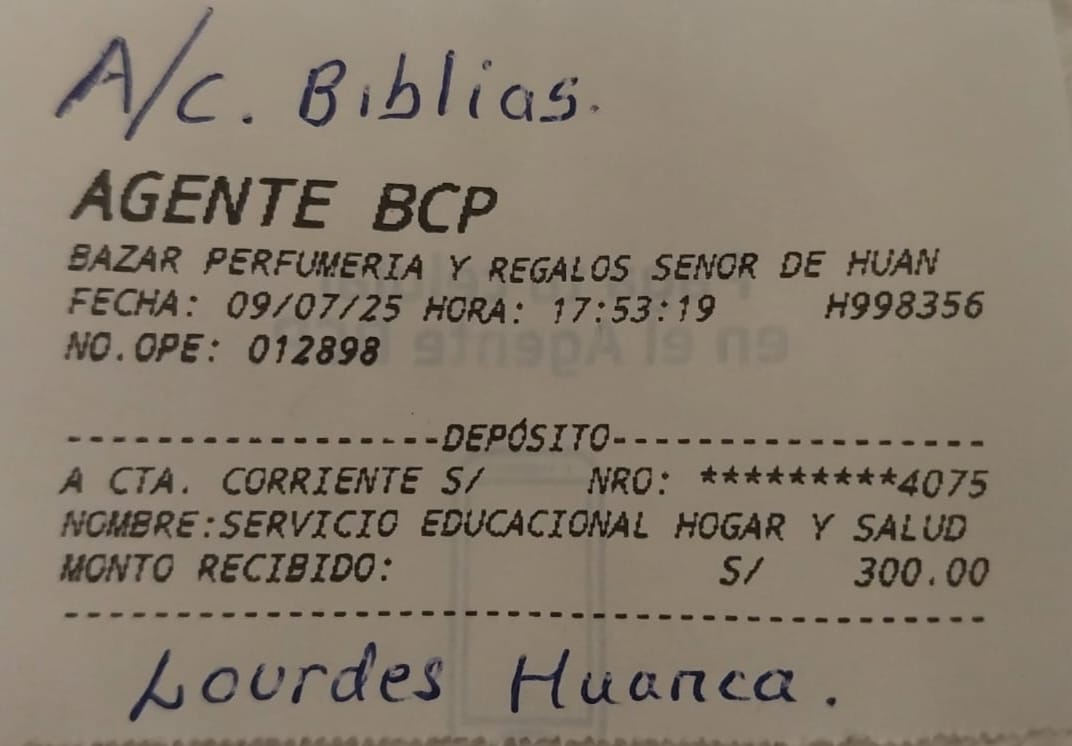 A/c. Biblias.
AGENTE BCP
BAZAR PERFUMERIA Y REGALOS SENOR DE HUAN
FECHA: 09/07/25 HORA: 17:53:19 H998356
NO.OPE: 012898
-----------------DEPÓSITO-----------------
A CTA. CORRIENTE S/ NRO: *********4075
NOMBRE:SERVICIO EDUCACIONAL HOGAR Y SALUD
MONTO RECIBIDO: S/ 300.00
------------------------------------------
Lourdes Huanca.